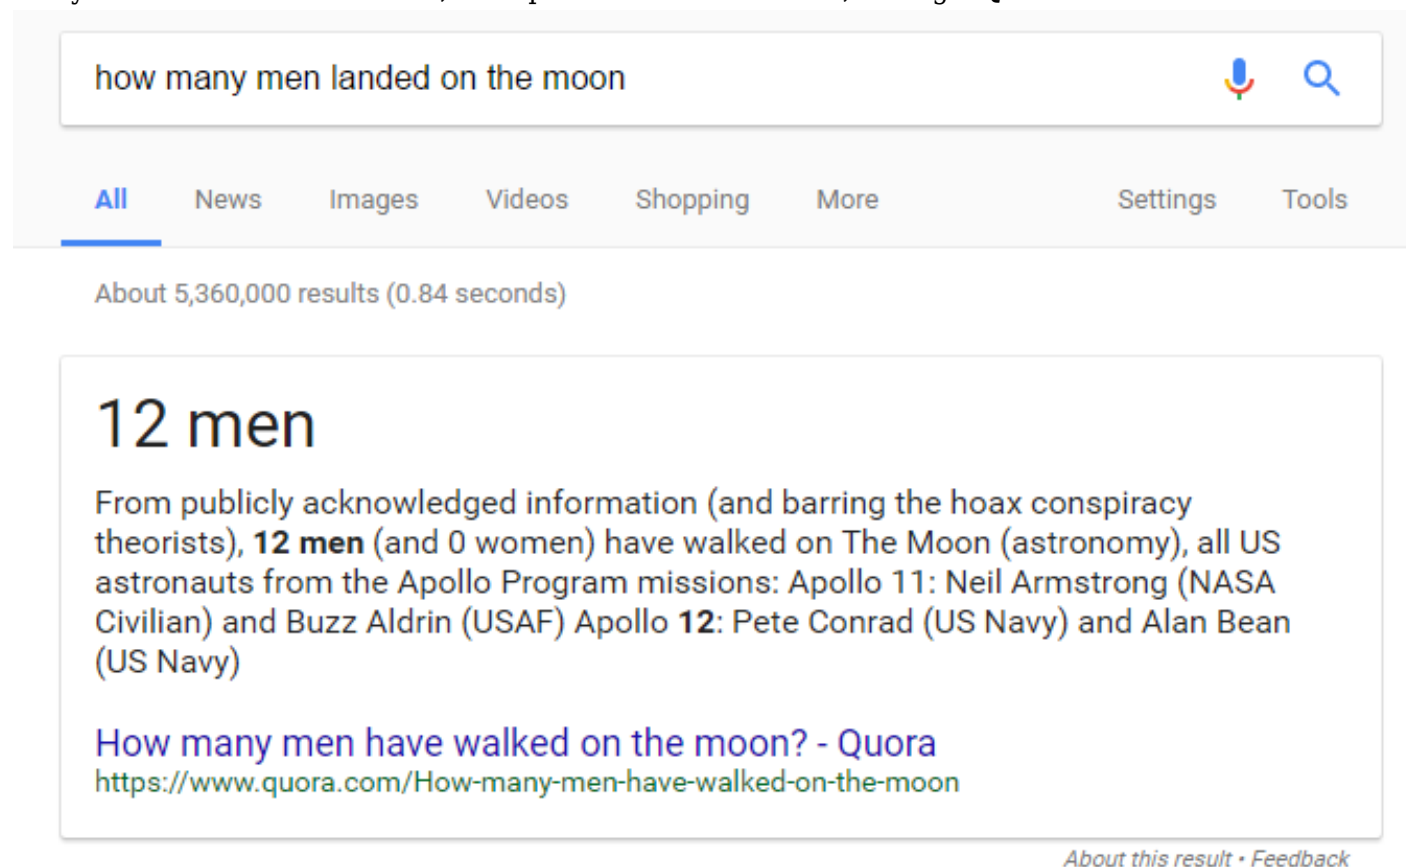 how many men landed on the moon
All News Images Videos Shopping More Settings Tools
About 5,360,000 results (0.84 seconds)
12 men
From publicly acknowledged information (and barring the hoax conspiracy
theorists), 12 men (and 0 women) have walked on The Moon (astronomy), all US
astronauts from the Apollo Program missions: Apollo 11: Neil Armstrong (NASA
Civilian) and Buzz Aldrin (USAF) Apollo 12: Pete Conrad (US Navy) and Alan Bean
(US Navy)
How many men have walked on the moon? - Quora
https://www.quora.com/How-many-men-have-walked-on-the-moon
About this result • Feedback